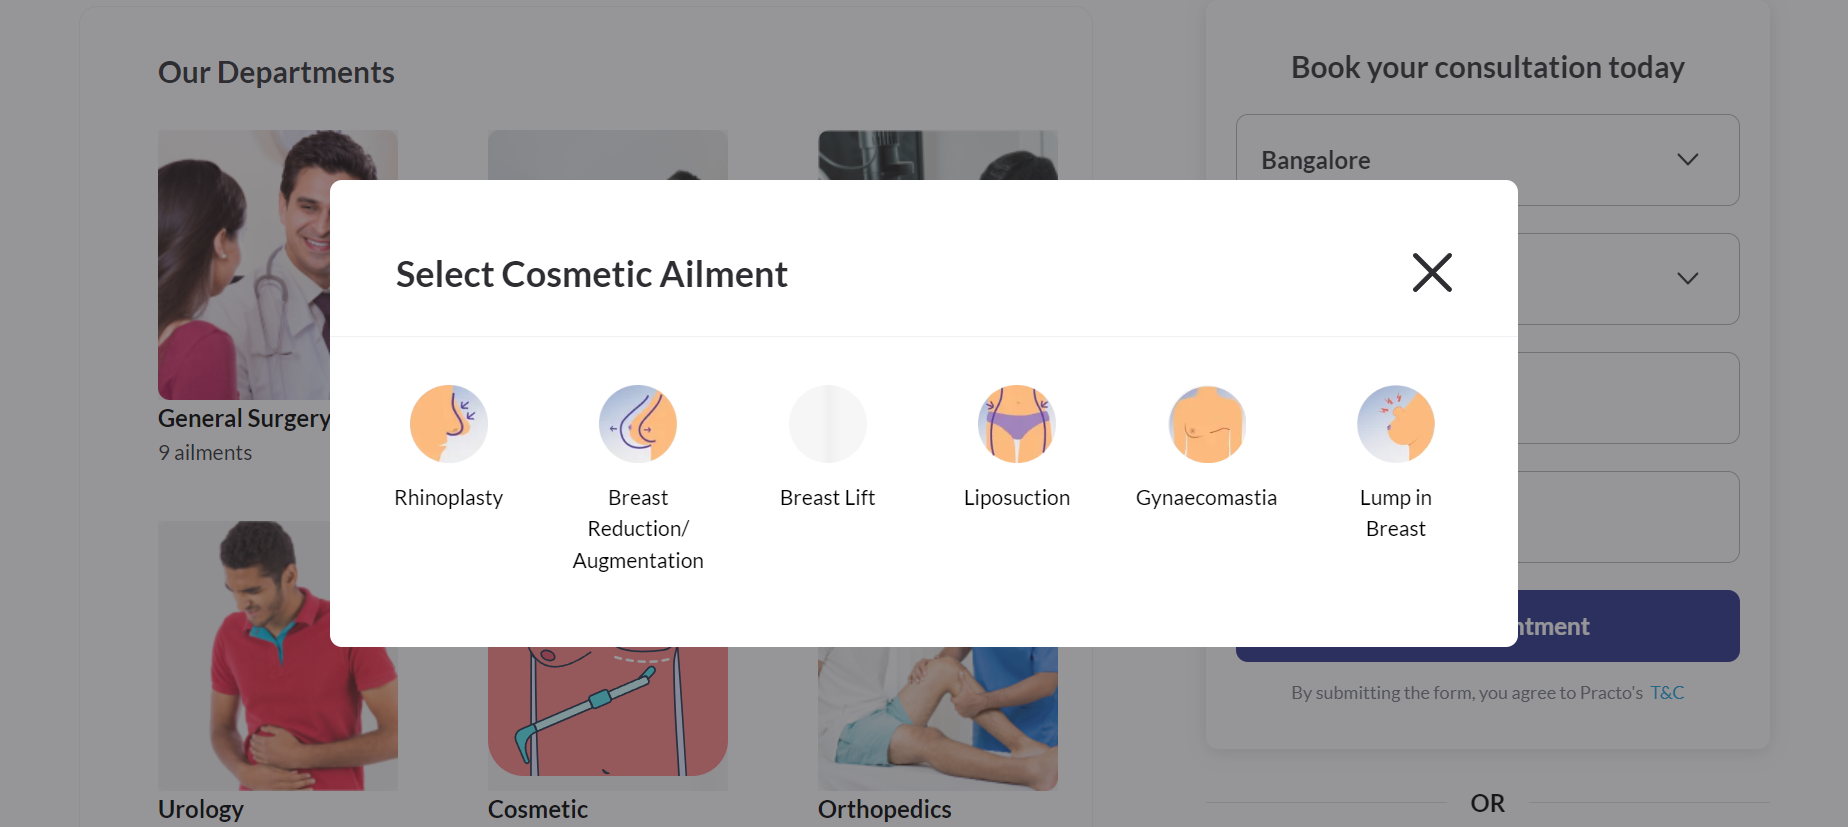 Our Departments
General Surgery
9 ailments
Urology
Cosmetic
Orthopedics
Select Cosmetic Ailment
Rhinoplasty
Breast
Reduction/
Augmentation
Breast Lift
Liposuction
Gynaecomastia
Lump in
Breast
Book your consultation today
Bangalore
By submitting the form, you agree to Practo's T&C
OR